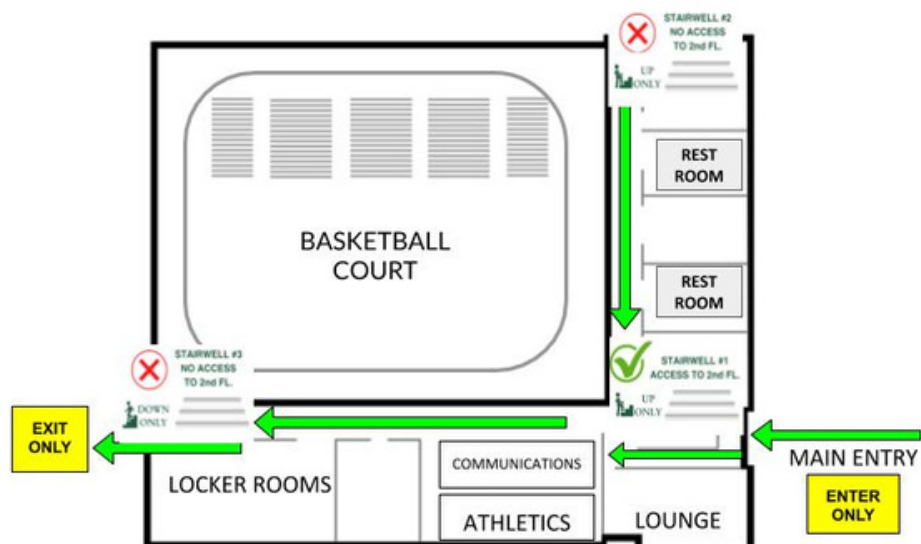 STAIRWELL #2
NO ACCESS
TO 2nd FL.
UP
ONLY
REST
ROOM
BASKETBALL
COURT
REST
ROOM
STAIRWELL #3
NO ACCESS
TO 2nd FL.
DOWN
ONLY
STAIRWELL #1
ACCESS TO 2nd FL.
UP
ONLY
EXIT
ONLY
MAIN ENTRY
ENTER
ONLY
LOCKER ROOMS
COMMUNICATIONS
ATHLETICS
LOUNGE